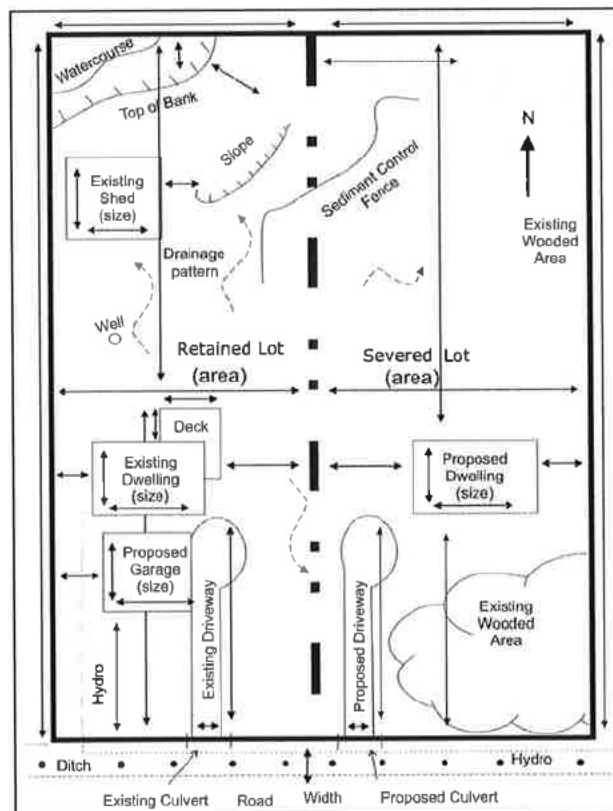 Watercourse
Top of Bank
Slope
Sediment Control
Fence
N
Existing
Shed
(size)
Existing
Wooded
Area
Drainage
pattern
Well
Retained Lot
(area)
Severed Lot
(area)
Deck
Existing
Dwelling
(size)
Proposed
Dwelling
(size)
Proposed
Garage
(size)
Existing Driveway
Proposed Driveway
Existing
Wooded
Area
Hydro
Ditch
Hydro
Existing Culvert
Road
Width
Proposed Culvert